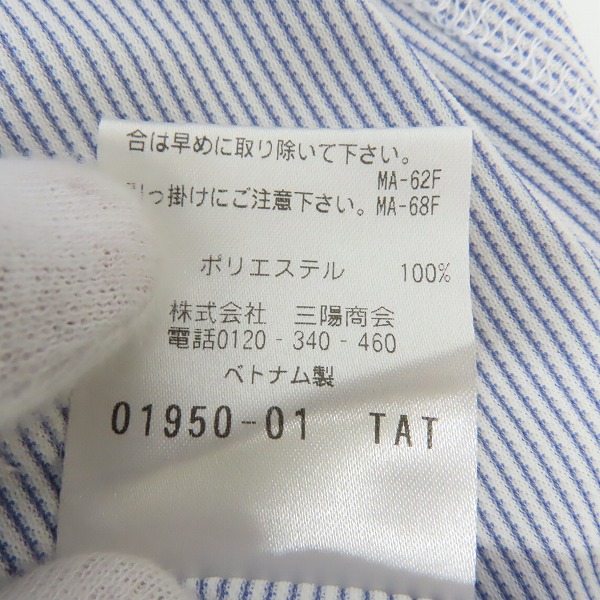 合は早めに取り除いて下さい。
MA-62F
引っ掛けにご注意下さい。MA-68F
ポリエステル 100%
株式会社 三陽商会
電話0120-340-460
ベトナム製
01950-01 TAT